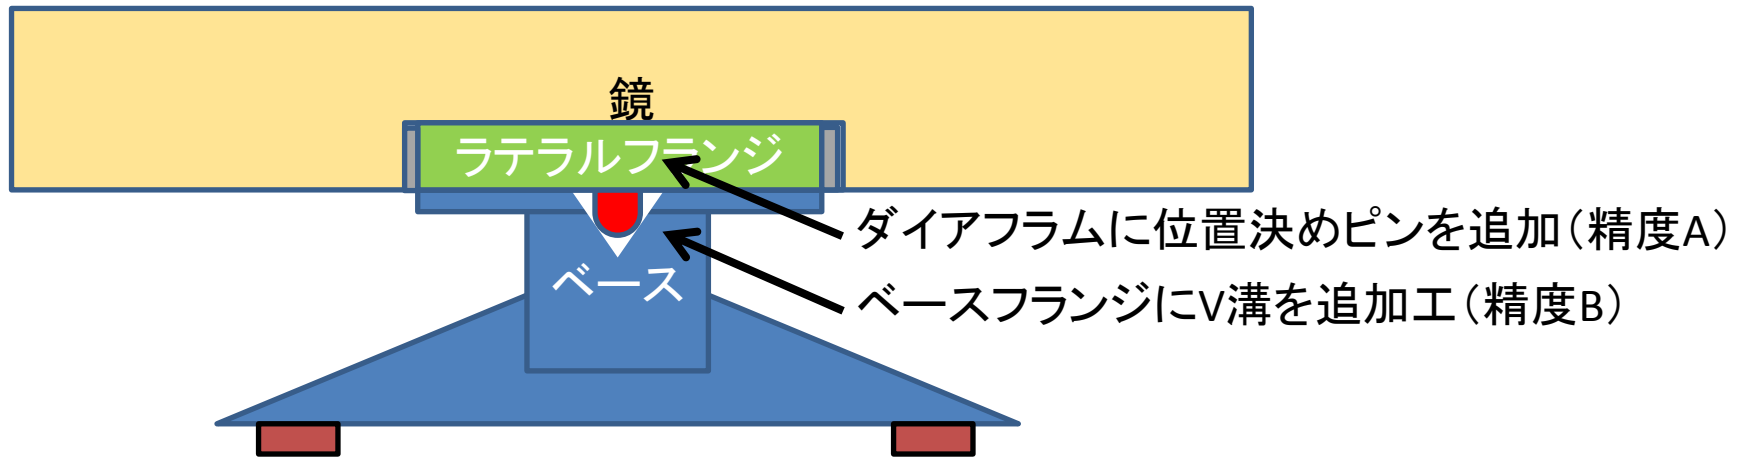 鏡
ラテラルフランジ
ダイアフラムに位置決めピンを追加（精度A）
ベース
ベースフランジにV溝を追加工（精度B）